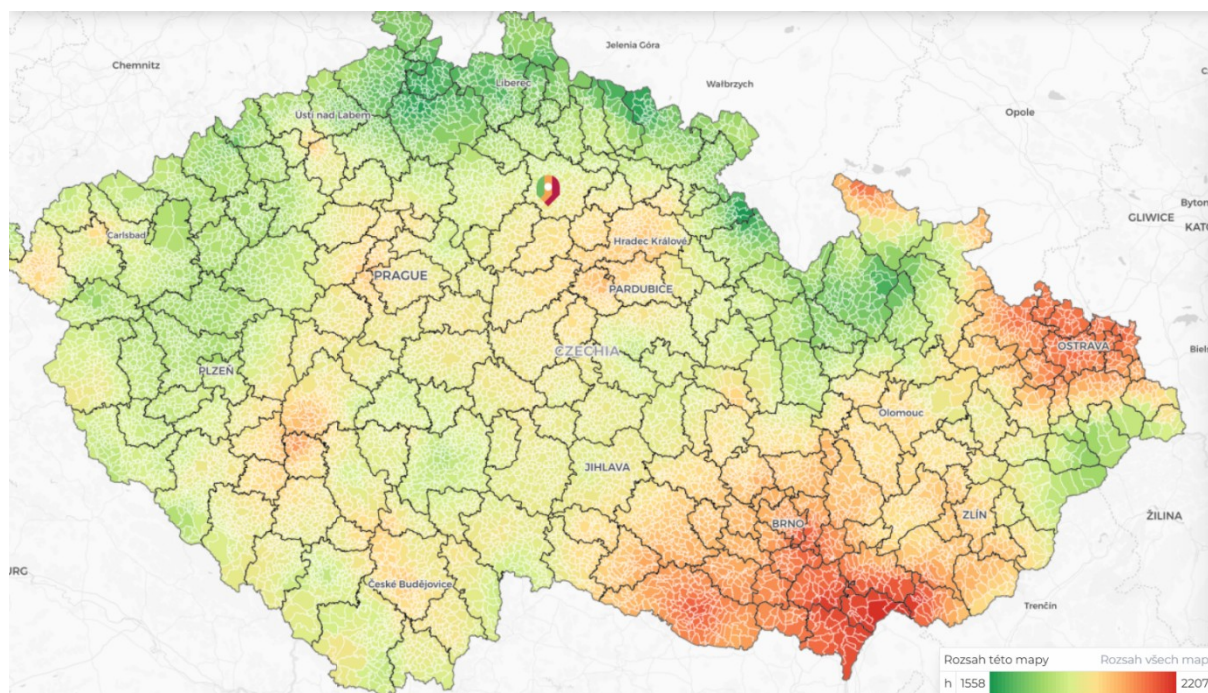 Jelenia Góra
Chemnitz
Wałbrzych
Liberec
Opole
Ústí nad Labem
GLIWICE
Carlsbad
Hradec Králové
PRAGUE
PARDUBICE
OSTRAVA
CZECHIA
PLZEŇ
Olomouc
JIHLAVA
BRNO
ZLÍN
ŽILINA
České Budějovice
Trenčín
Rozsah této mapy
Rozsah všech map
h
1558
2207